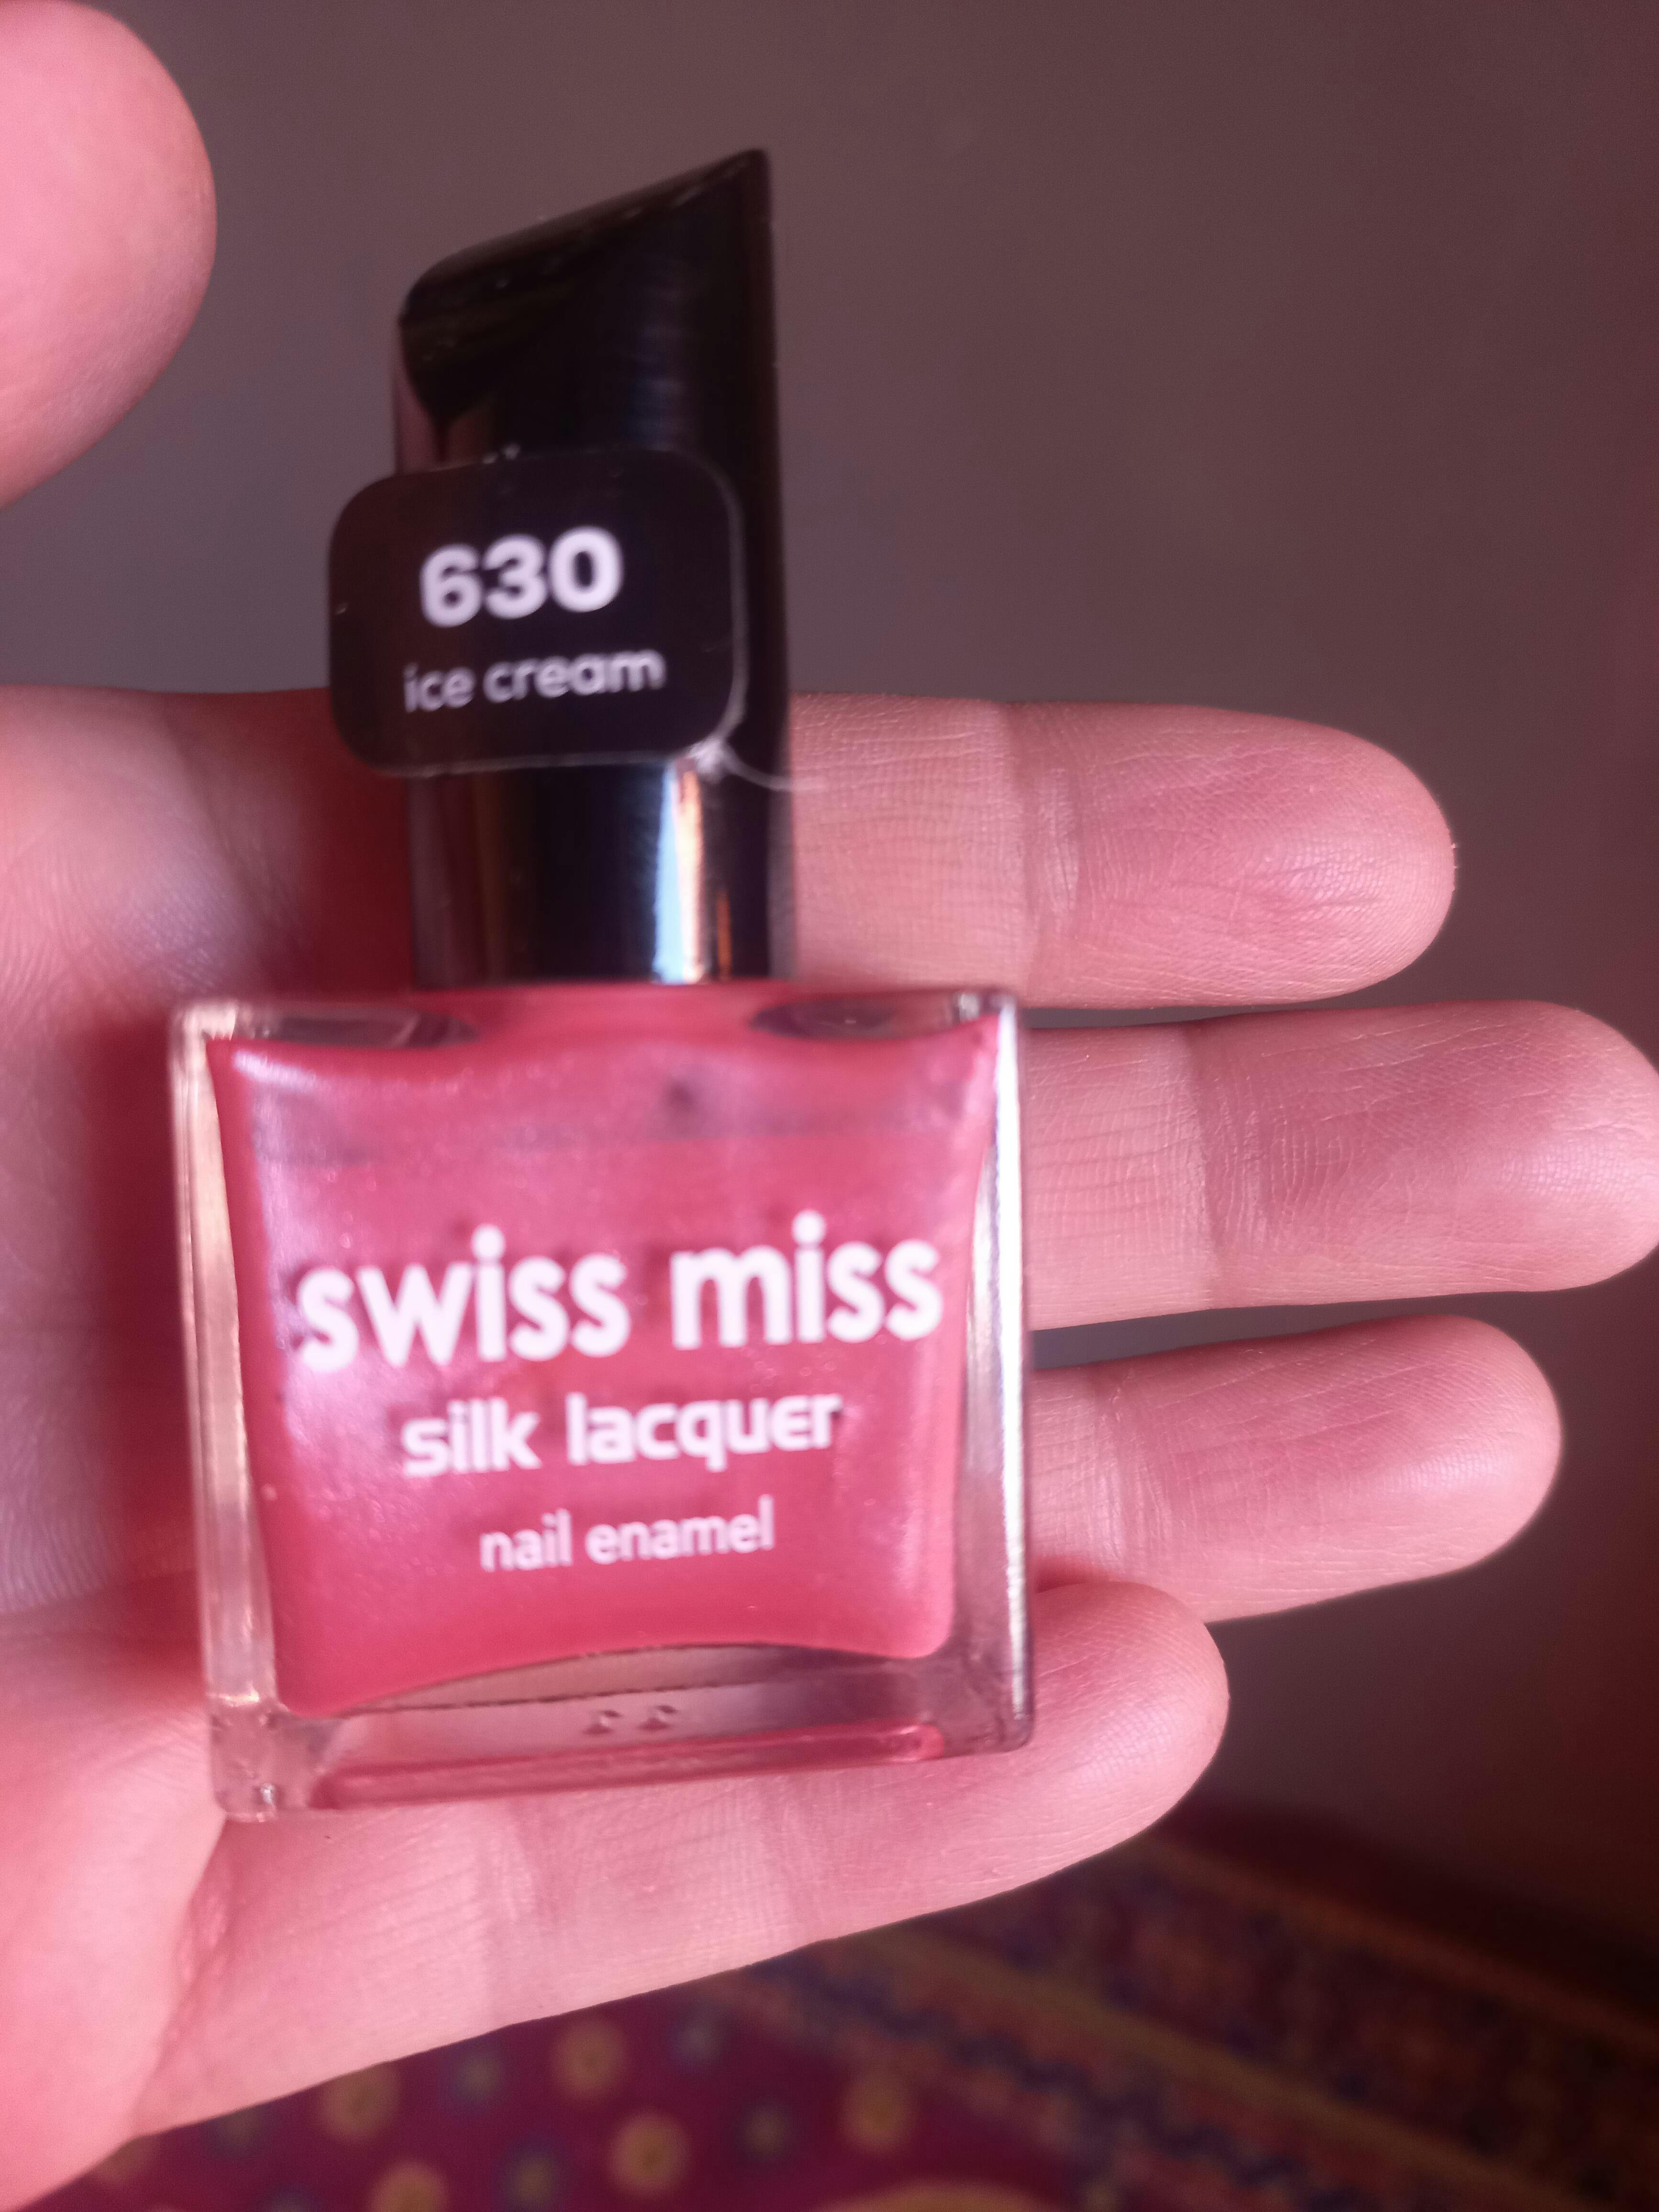 630
ice cream
swiss miss
silk lacquer
nail enamel